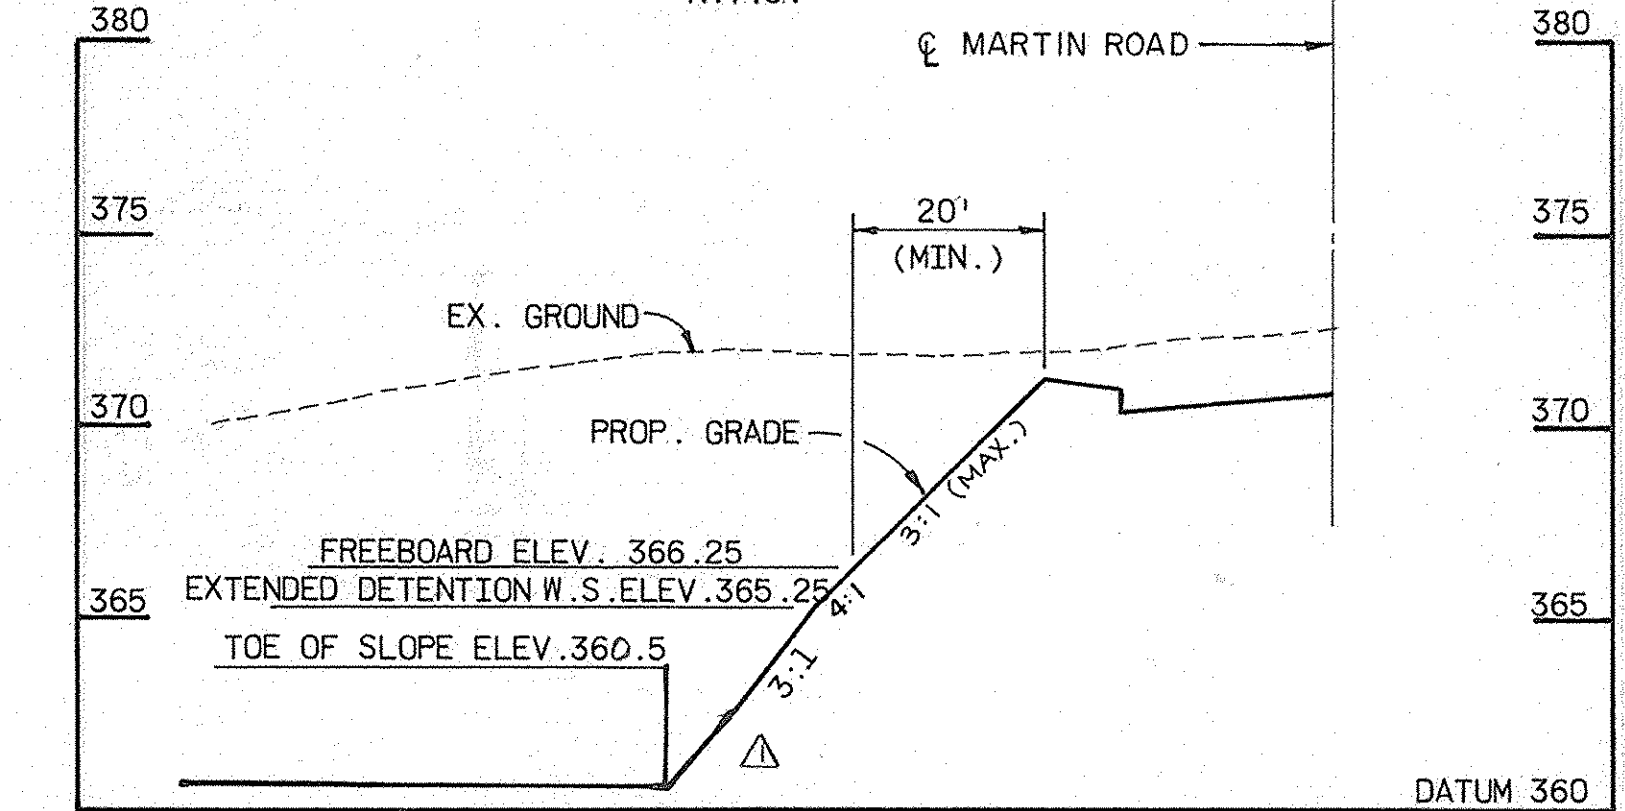 380
380
℄ MARTIN ROAD
375
375
20'
(MIN.)
EX. GROUND
370
370
PROP. GRADE
3:1 (MAX.)
FREEBOARD ELEV. 366.25
EXTENDED DETENTION W.S.ELEV.365.25
4:1
365
365
TOE OF SLOPE ELEV.360.5
3:1
1
DATUM 360